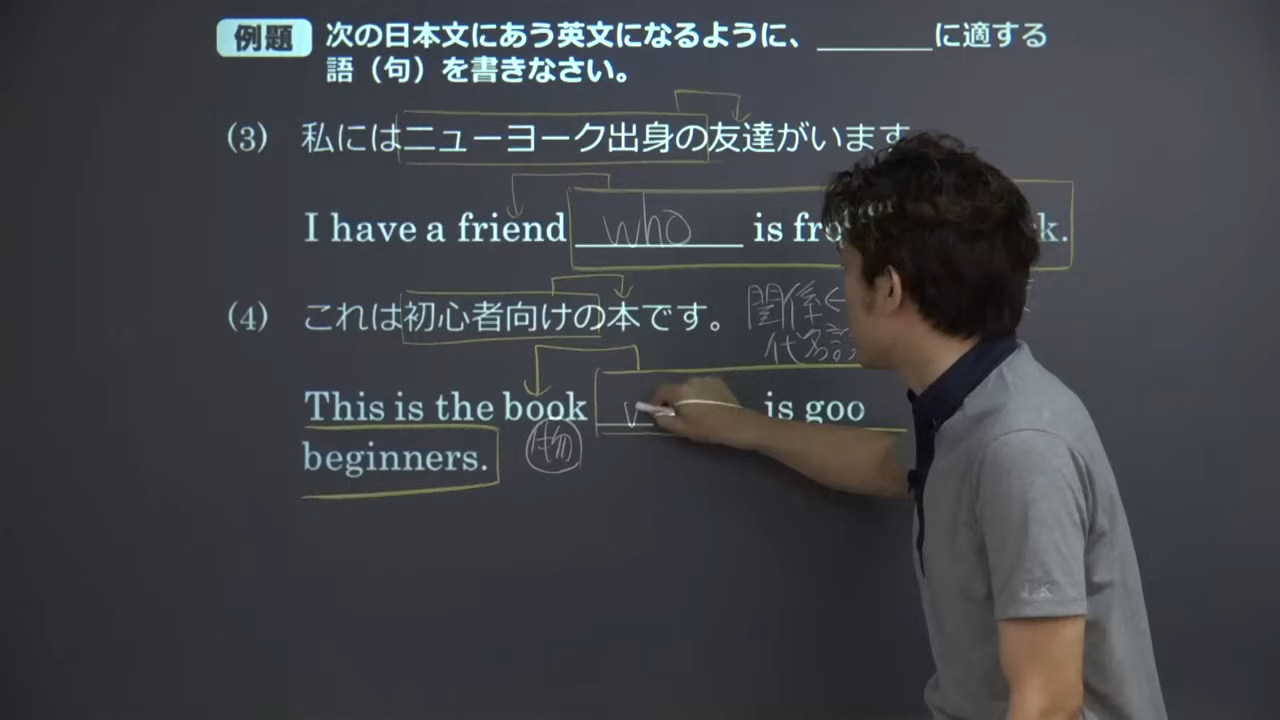 例題 次の日本文にあう英文になるように、______に適する
語（句）を書きなさい。
(3) 私にはニューヨーク出身の友達がいます
I have a friend who is fro k.
(4) これは初心者向けの本です。
関係←
代名詞
This is the book is goo
物
beginners.
J.K